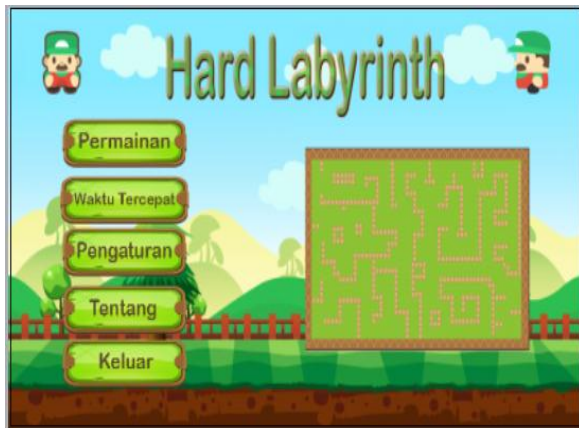 Hard Labyrinth
Permainan
Waktu Tercepat
Pengaturan
Tentang
Keluar